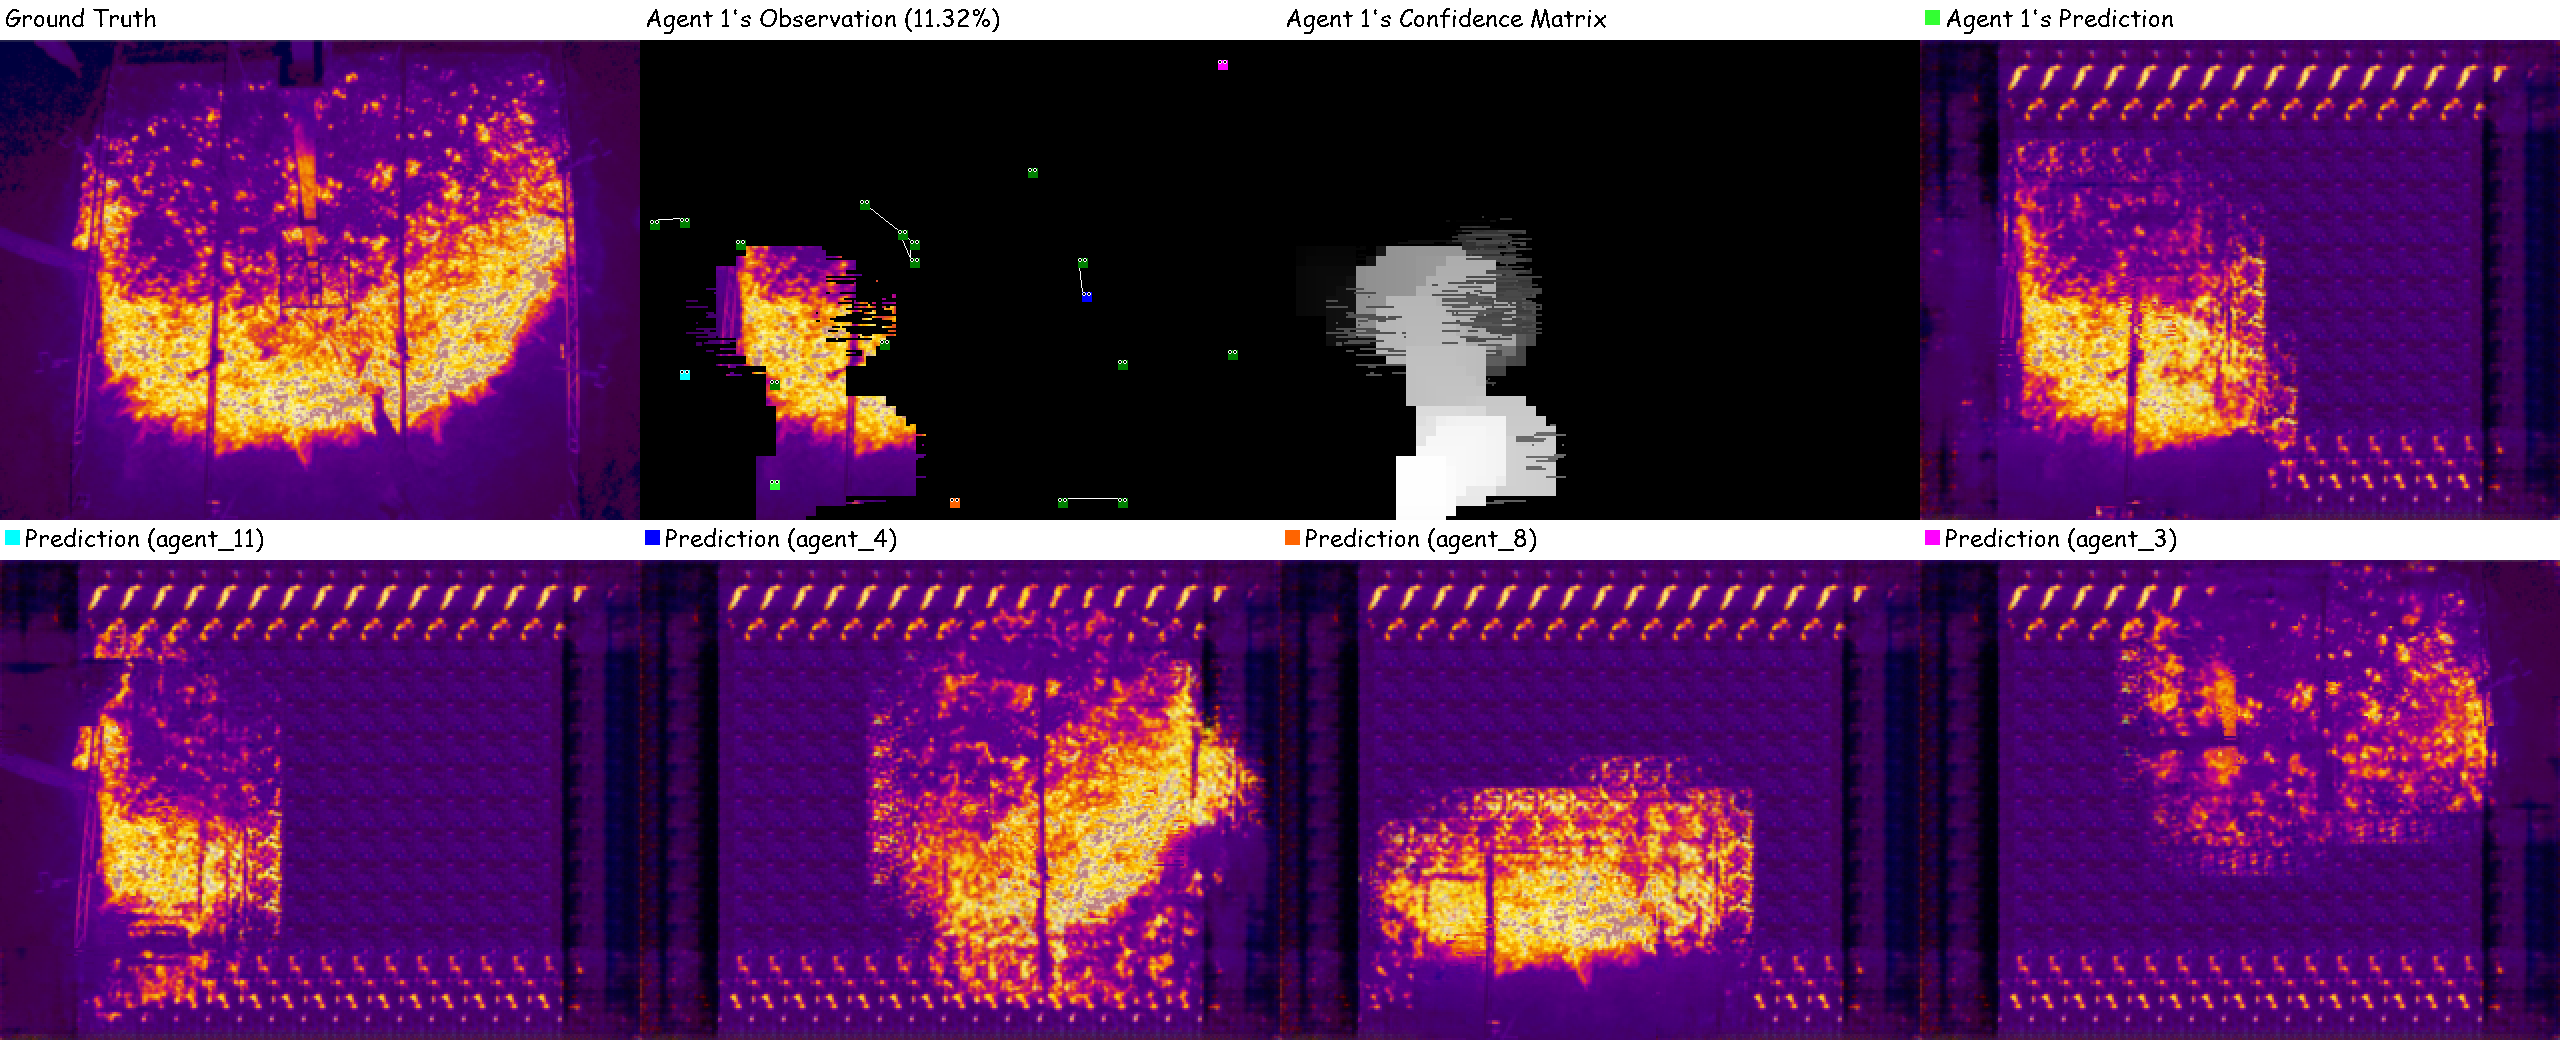 Ground Truth
Agent 1's Observation (11.32%)
Agent 1's Confidence Matrix
Agent 1's Prediction
Prediction (agent_11)
Prediction (agent_4)
Prediction (agent_8)
Prediction (agent_3)